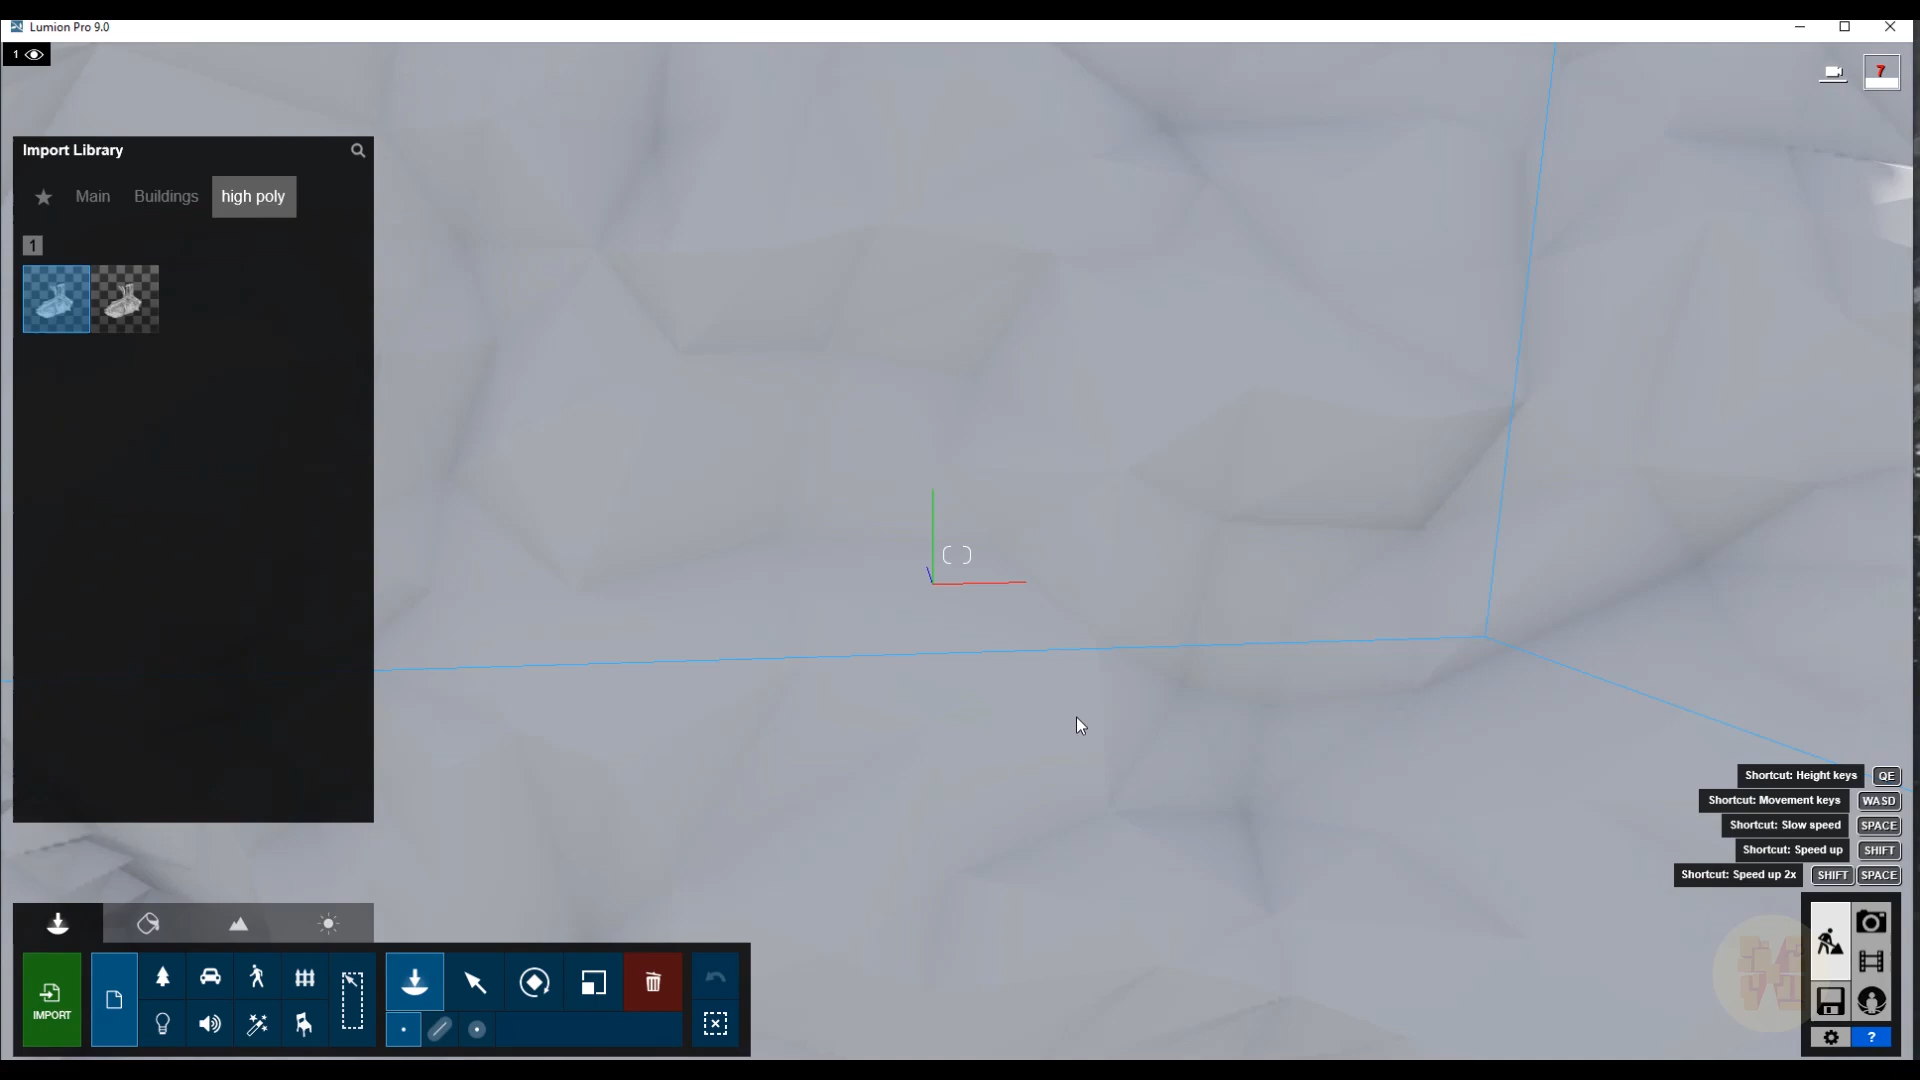 Lumion Pro 9.0
1
7
Import Library
Main Buildings high poly
1
Shortcut: Height keys QE
Shortcut: Movement keys WASD
Shortcut: Slow speed SPACE
Shortcut: Speed up SHIFT
Shortcut: Speed up 2x SHIFT SPACE
IMPORT
?